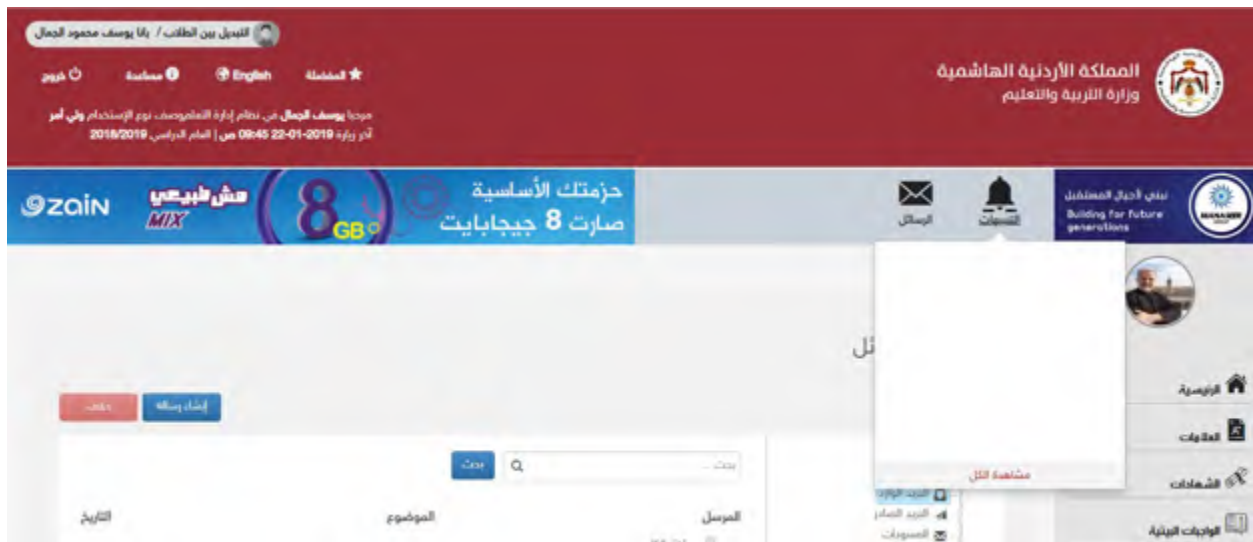 التبديل بين الطلاب / يانا يوسف محمود الجمال
المفضلة
English
مساعدة
خروج
المملكة الأردنية الهاشمية
وزارة التربية والتعليم
مرحبا يوسف الجمال في نظام إدارة التعلم وصف نوع الإستخدام ولي أمر
آخر زيارة 2019-01-22 09:45 ص | العام الدراسي 2018/2019
نبني لأجيال المستقبل
Building for future
generations
MANASEER
التنبيهات
الرسائل
حزمتك الأساسية
صارت 8 جيجابايت
8
GB
مش طبيعي
MIX
zain
ئل
الرئيسية
العلامات
الشهادات
الواجبات البيتية
إنشاء رسالة
حذف
بحث ...
بحث
مشاهدة الكل
البريد الوارد
البريد الصادر
المسودات
المرسل
الموضوع
التاريخ